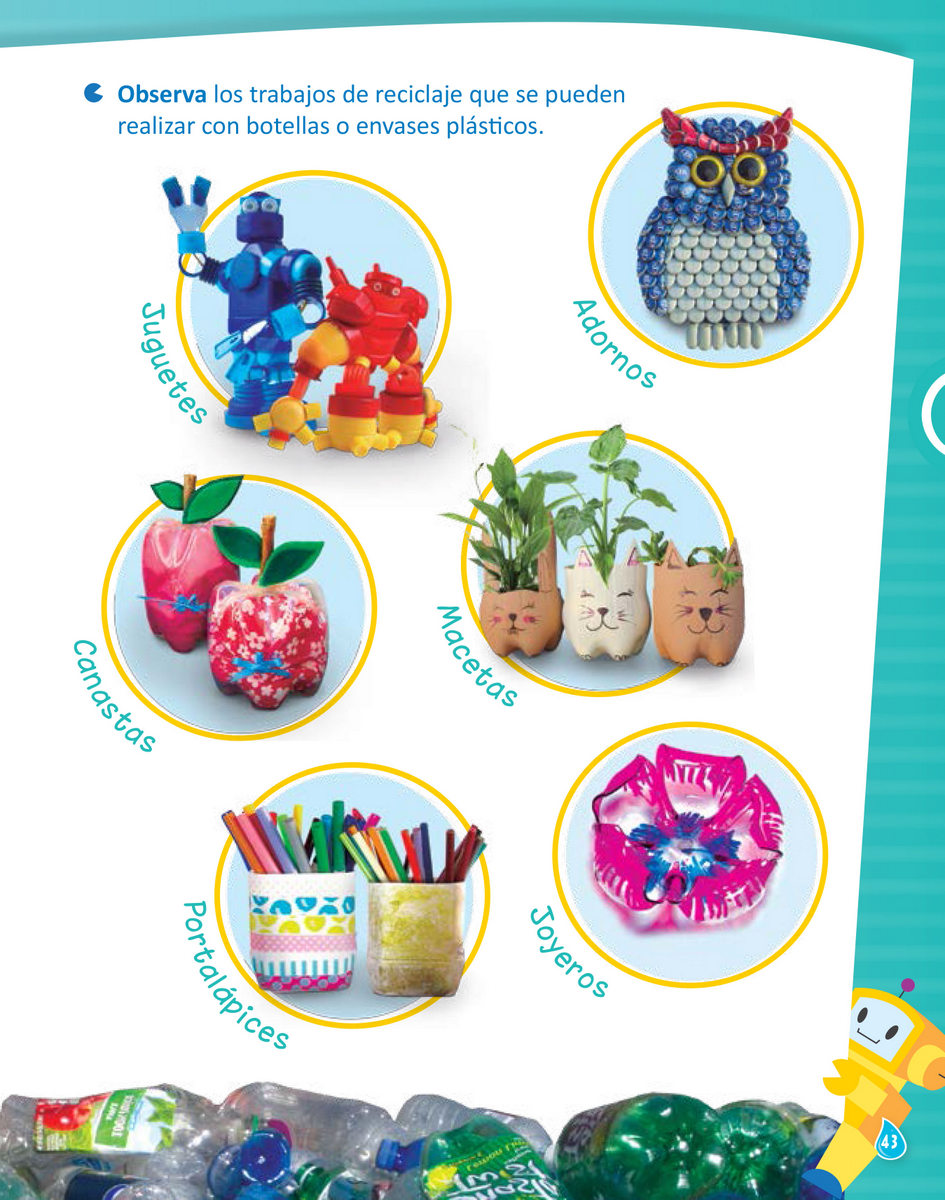 Observa los trabajos de reciclaje que se pueden
realizar con botellas o envases plásticos.
Juguetes
Adornos
Canastas
Macetas
Portalápices
Joyeros
43